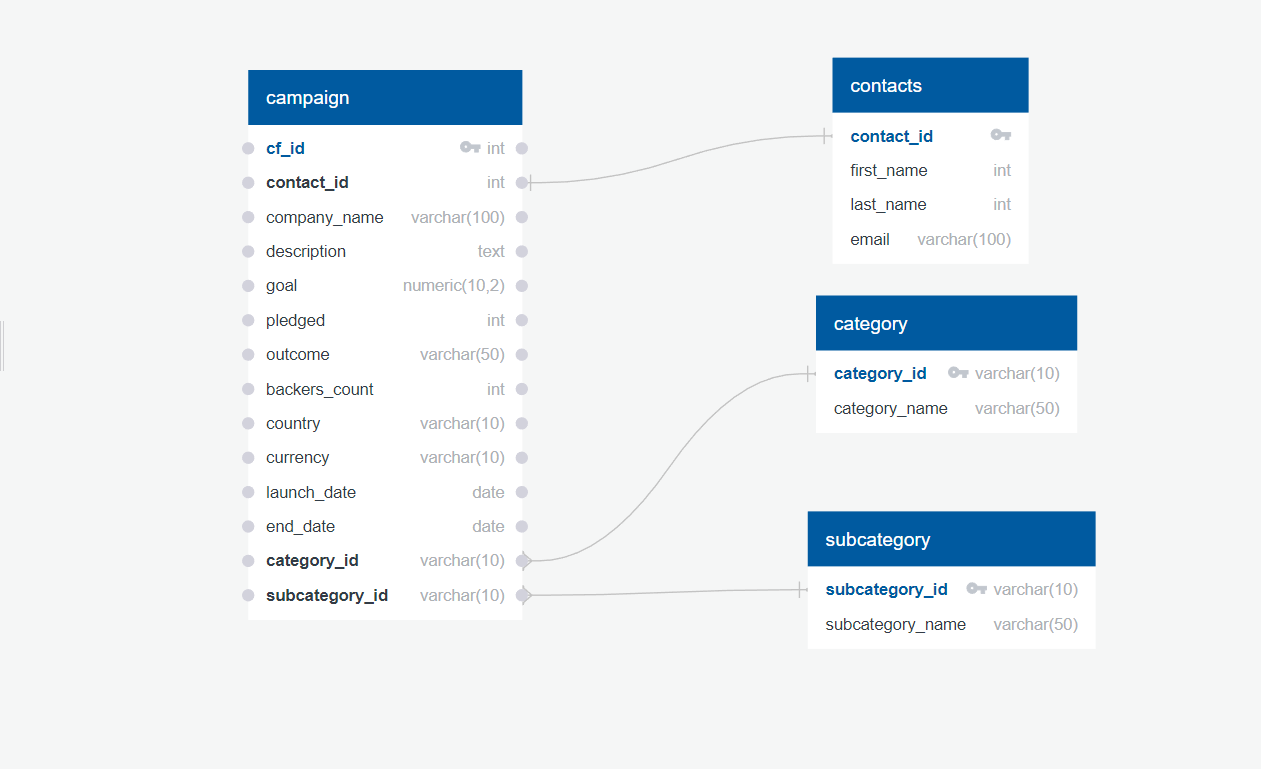 campaign
cf_id int
contact_id int
company_name varchar(100)
description text
goal numeric(10,2)
pledged int
outcome varchar(50)
backers_count int
country varchar(10)
currency varchar(10)
launch_date date
end_date date
category_id varchar(10)
subcategory_id varchar(10)
contacts
contact_id
first_name int
last_name int
email varchar(100)
category
category_id varchar(10)
category_name varchar(50)
subcategory
subcategory_id varchar(10)
subcategory_name varchar(50)